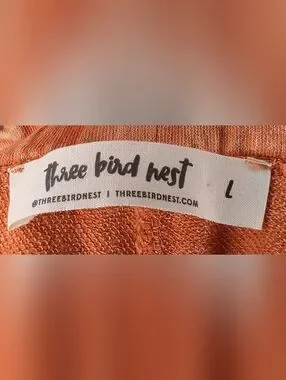 three bird nest
L
@THREEBIRDNEST | THREEBIRDNEST.COM